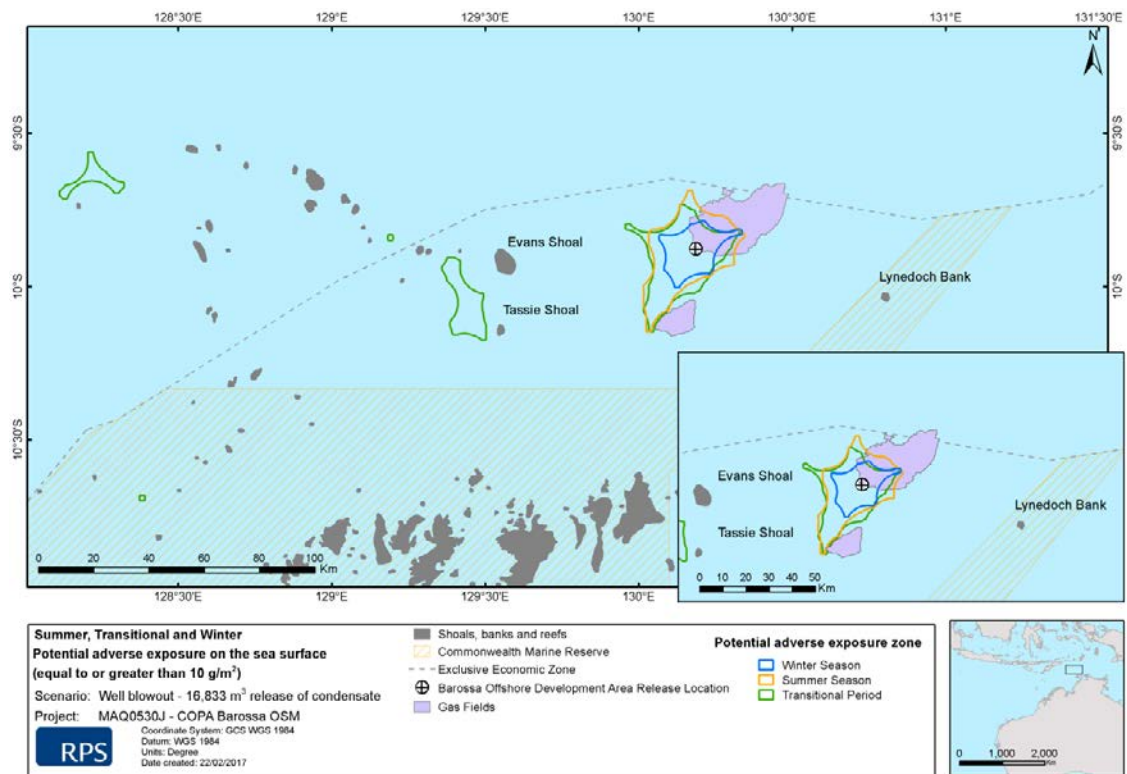 128°30'E 129°E 129°30'E 130°E 130°30'E 131°E 131°30'E
N
9°30'S 9°30'S
Evans Shoal
10°S 10°S
Lynedoch Bank
Tassie Shoal
10°30'S
Evans Shoal
Lynedoch Bank
Tassie Shoal
0 20 40 60 80 100
Km
0 10 20 30 40 50
Km
128°30'E 129°E 129°30'E 130°E 130°30'E 131°E
Summer, Transitional and Winter
Potential adverse exposure on the sea surface
(equal to or greater than 10 g/m²)
Scenario: Well blowout - 16,833 m³ release of condensate
Project: MAQ0530J - COPA Barossa OSM
RPS
Coordinate System: GCS WGS 1984
Datum: WGS 1984
Units: Degree
Date created: 22/02/2017
Shoals, banks and reefs
Commonwealth Marine Reserve
Exclusive Economic Zone
Barossa Offshore Development Area Release Location
Gas Fields
Potential adverse exposure zone
Winter Season
Summer Season
Transitional Period
0 1,000 2,000
Km